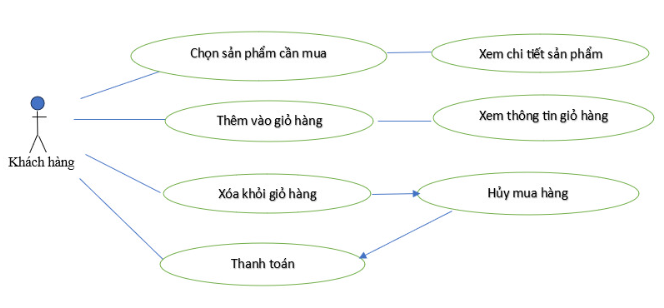 Chọn sản phẩm cần mua
Xem chi tiết sản phẩm
Thêm vào giỏ hàng
Xem thông tin giỏ hàng
Khách hàng
Xóa khỏi giỏ hàng
Hủy mua hàng
Thanh toán